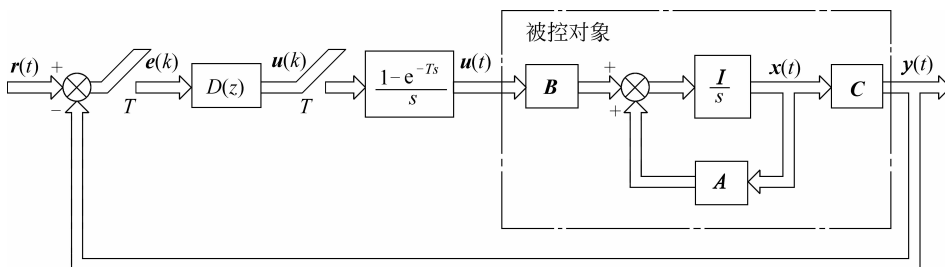 被控对象
r(t)
+
−
T
e(k)
D(z)
u(k)
T
1−e^{−Ts}
s
u(t)
B
+
+
I
s
x(t)
A
C
y(t)